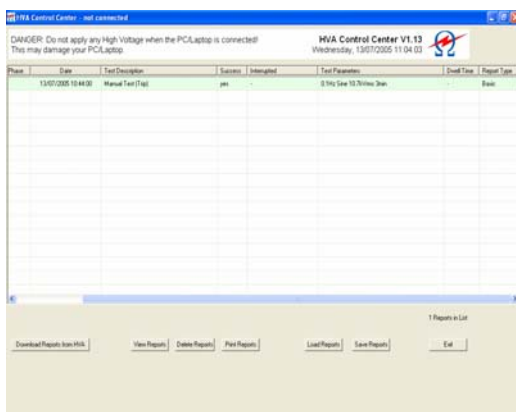 HVA Control Center - not connected
DANGER: Do not apply any High Voltage when the PC/Laptop is connected!
This may damage your PC/Laptop.
HVA Control Center V1.13
Wednesday, 13/07/2005 11:04:03
Phase Date Test Description Success Interrupted Test Parameters Dwell Time Report Type
13/07/2005 10:44:00 Manual Test (Top) yes - 0.1Hz Sine 10.7kVrms 3min - Basic
1 Reports in List
Download Reports from HVA View Reports Delete Reports Print Reports Load Reports Save Reports Exit